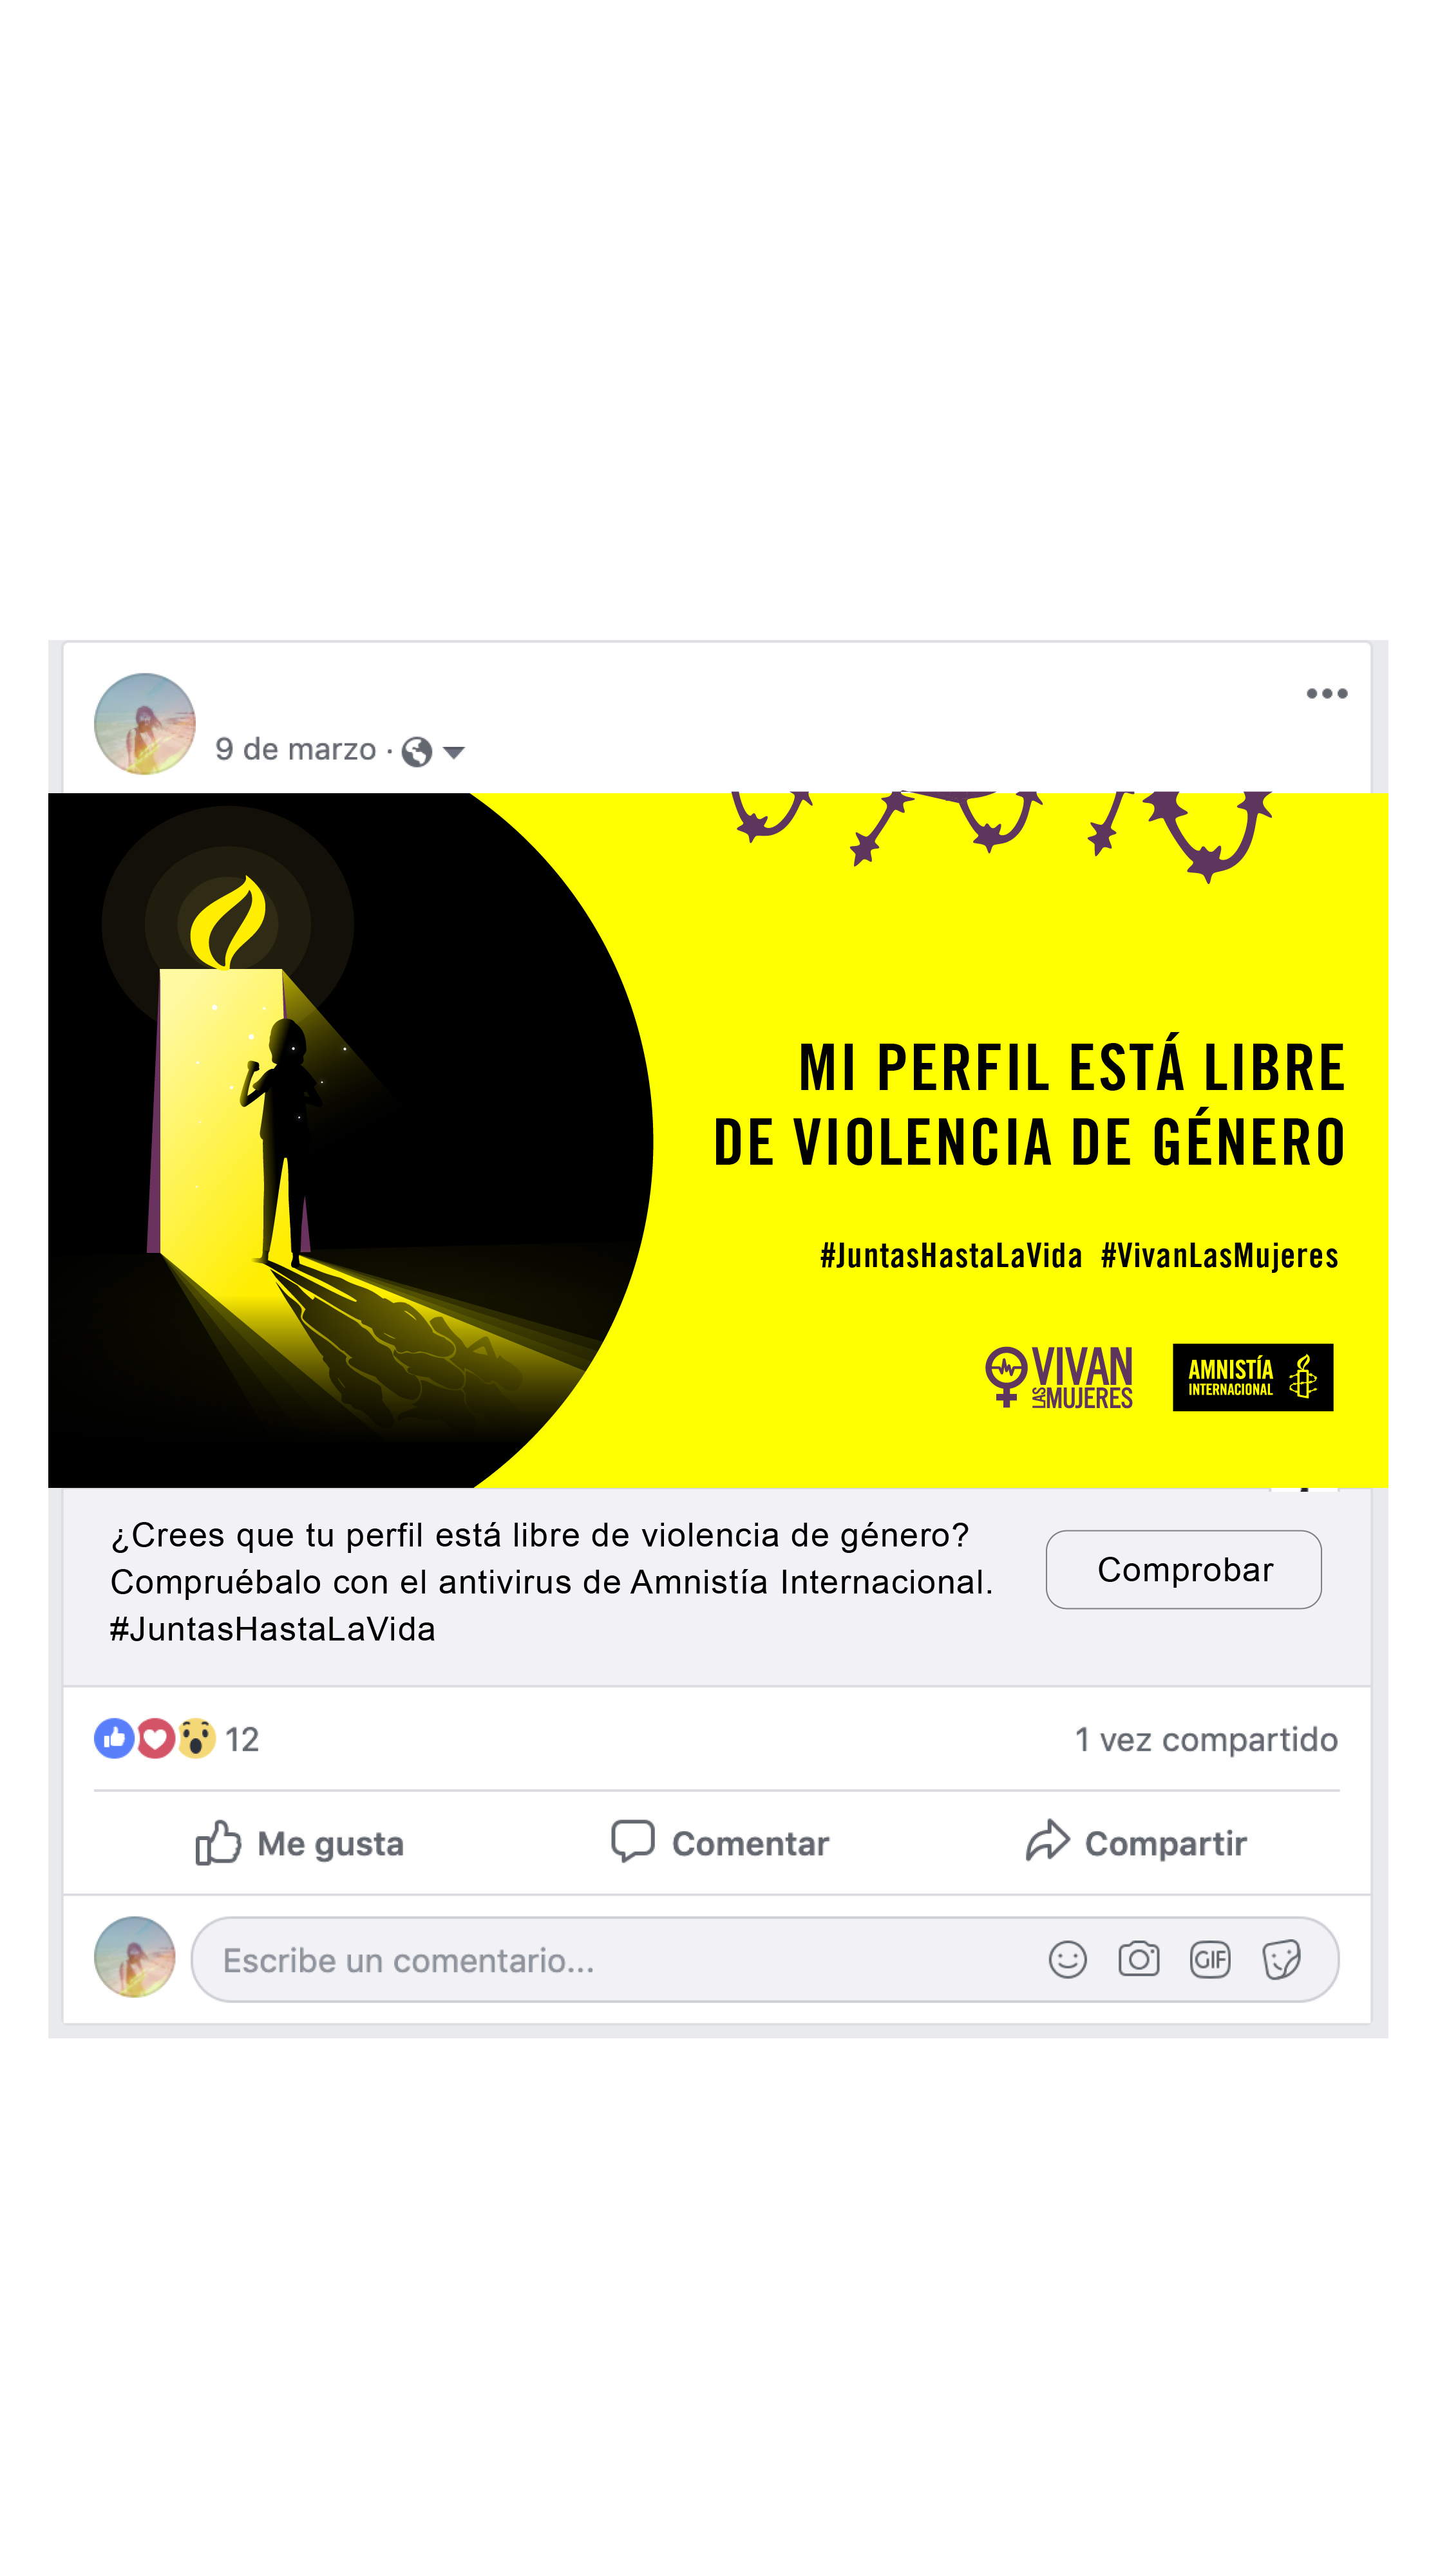 9 de marzo ·
MI PERFIL ESTÁ LIBRE
DE VIOLENCIA DE GÉNERO
#JuntasHastaLaVida #VivanLasMujeres
VIVAN
LAS MUJERES
AMNISTÍA
INTERNACIONAL
¿Crees que tu perfil está libre de violencia de género?
Compruébalo con el antivirus de Amnistía Internacional.
#JuntasHastaLaVida
Comprobar
12
1 vez compartido
Me gusta
Comentar
Compartir
Escribe un comentario...
GIF